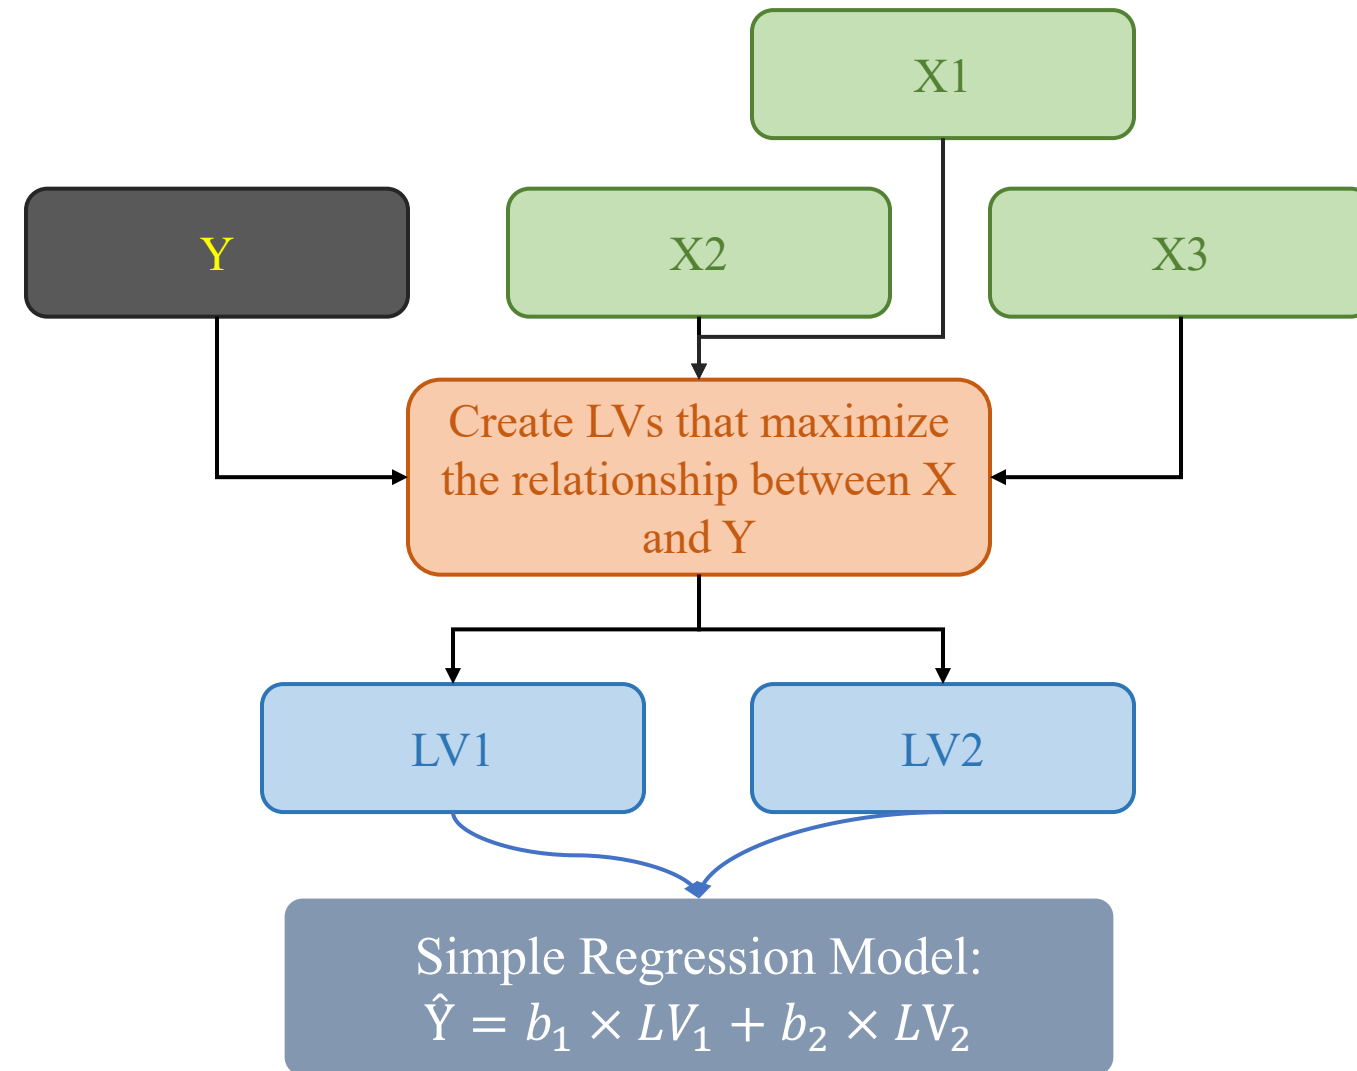 X1
Y
X2
X3
Create LVs that maximize
the relationship between X
and Y
LV1
LV2
Simple Regression Model:
Ŷ = b₁ × LV₁ + b₂ × LV₂